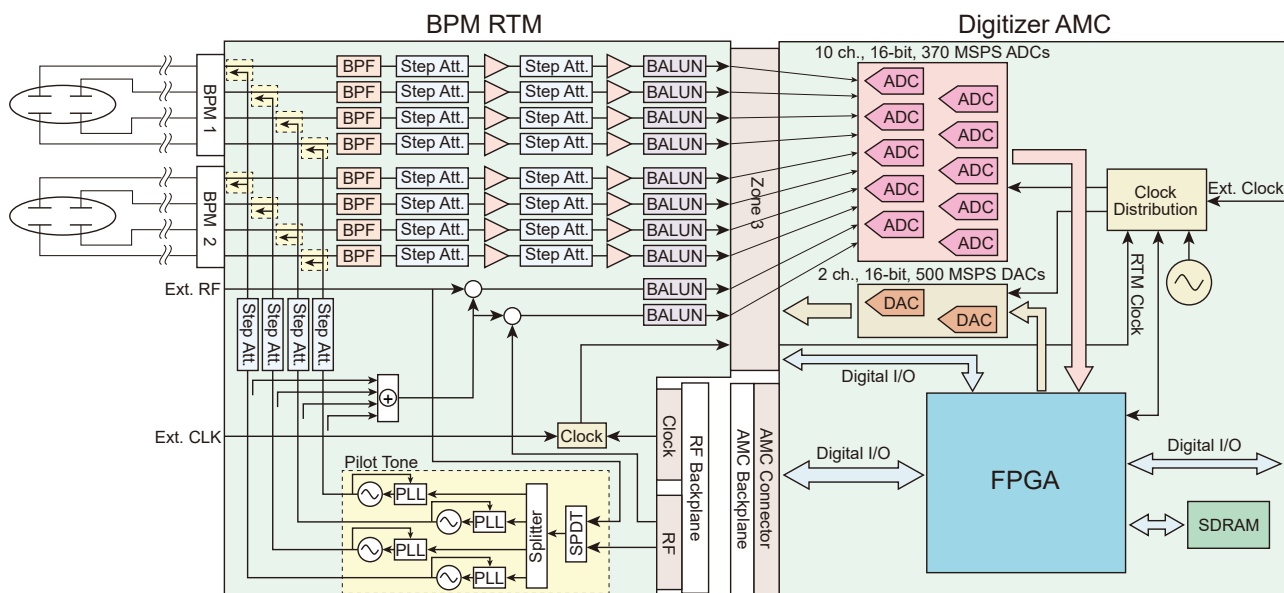 BPM RTM
Digitizer AMC
10 ch., 16-bit, 370 MSPS ADCs
BPM 1
BPF Step Att. Step Att. BALUN
BPF Step Att. Step Att. BALUN
BPF Step Att. Step Att. BALUN
BPF Step Att. Step Att. BALUN
BPM 2
BPF Step Att. Step Att. BALUN
BPF Step Att. Step Att. BALUN
BPF Step Att. Step Att. BALUN
BPF Step Att. Step Att. BALUN
Ext. RF
BALUN
BALUN
Step Att.
Step Att.
Step Att.
Step Att.
+
Ext. CLK
Clock
Clock
RF
RF Backplane
AMC Backplane
AMC Connector
Zone 3
Pilot Tone
PLL
PLL
PLL
PLL
Splitter
SPDT
ADC
ADC
ADC
ADC
ADC
ADC
ADC
ADC
ADC
ADC
2 ch., 16-bit, 500 MSPS DACs
DAC
DAC
Clock
Distribution
Ext. Clock
RTM Clock
Digital I/O
Digital I/O
FPGA
Digital I/O
SDRAM